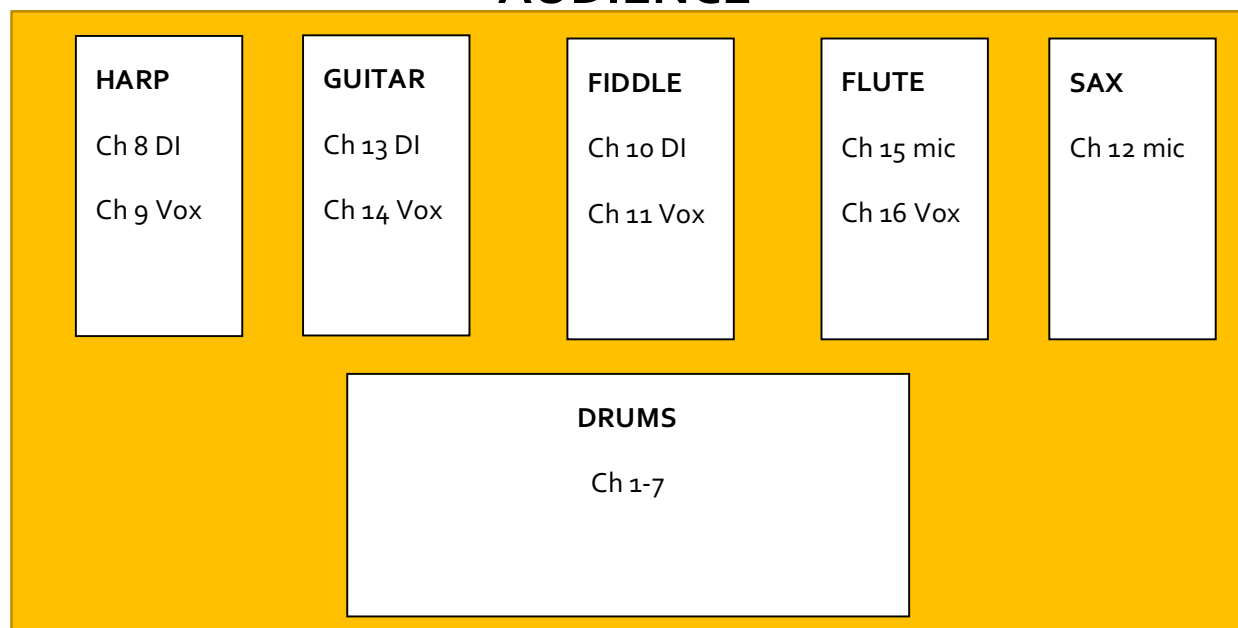 AUDIENCE
HARP
Ch 8 DI
Ch 9 Vox
GUITAR
Ch 13 DI
Ch 14 Vox
FIDDLE
Ch 10 DI
Ch 11 Vox
FLUTE
Ch 15 mic
Ch 16 Vox
SAX
Ch 12 mic
DRUMS
Ch 1-7